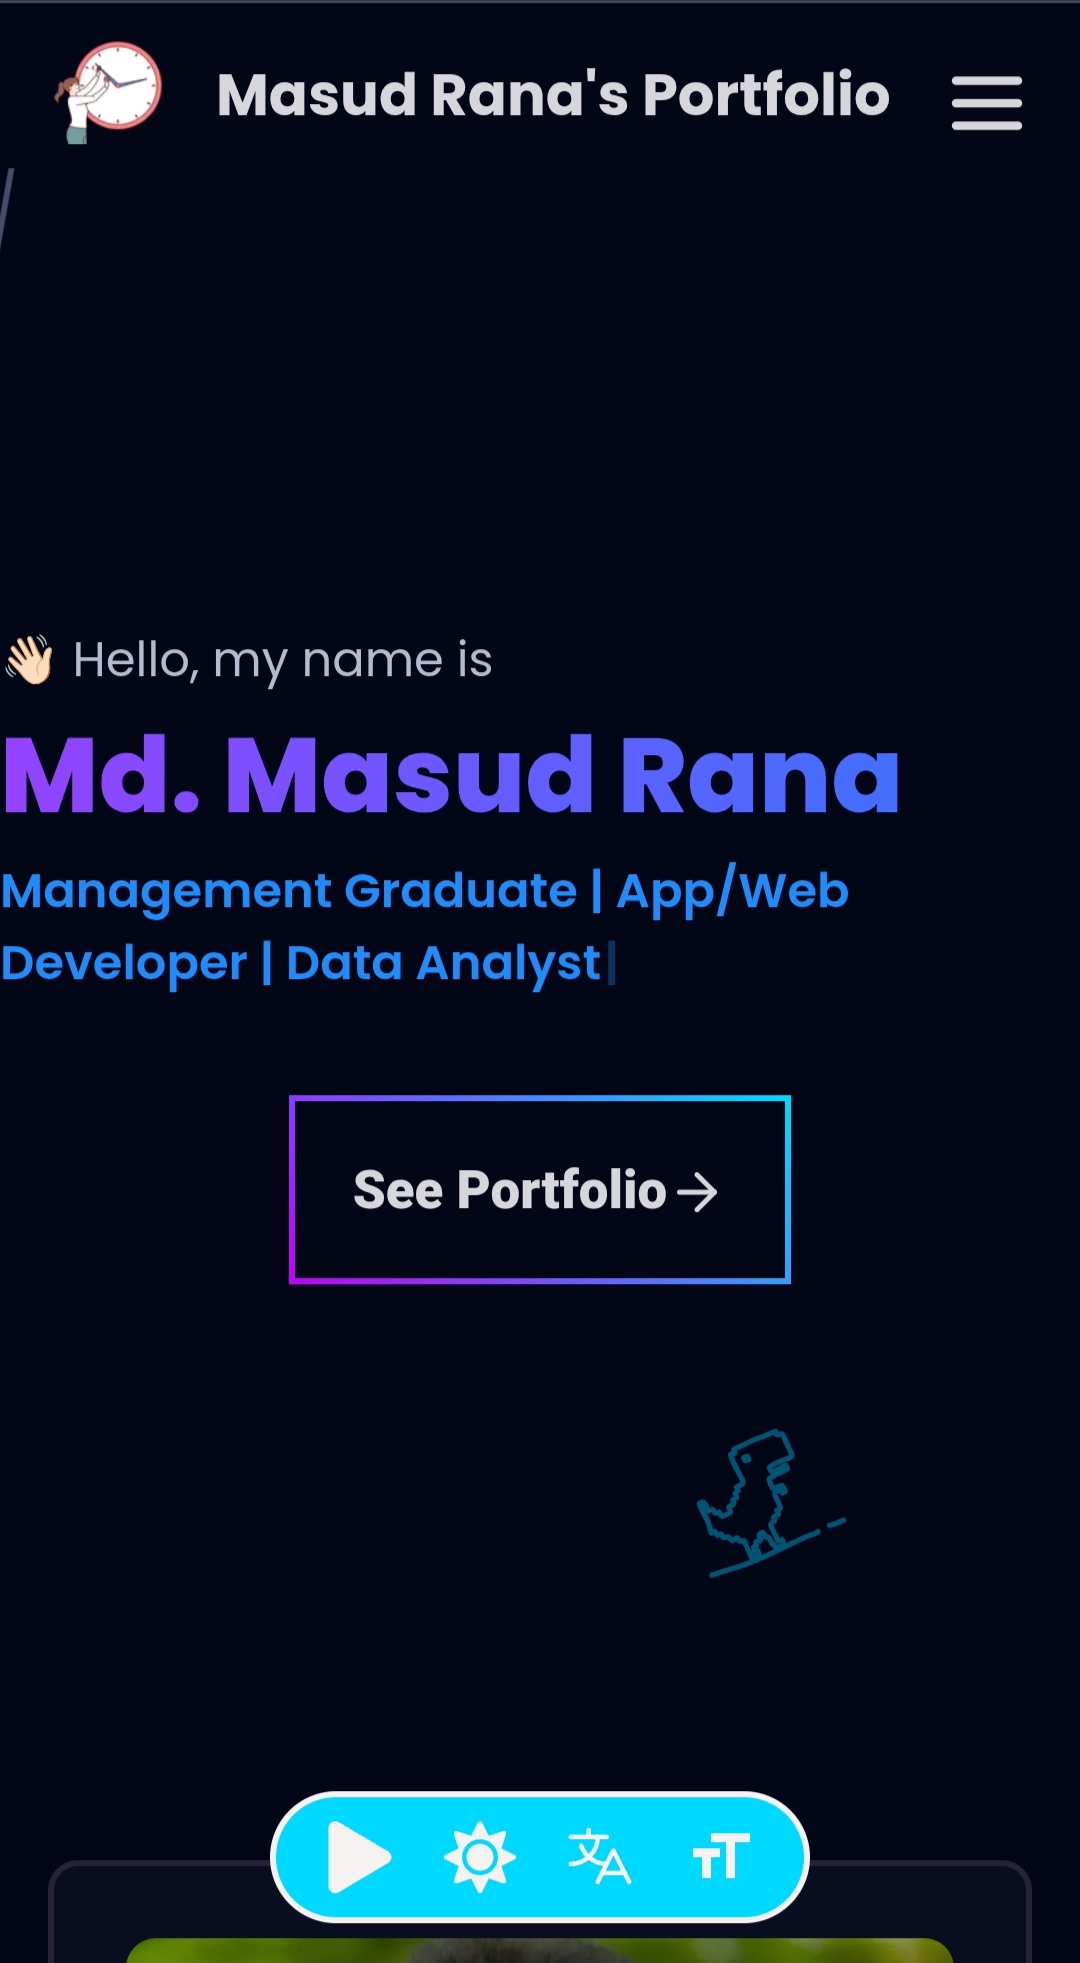 Masud Rana's Portfolio
👋🏻 Hello, my name is
Md. Masud Rana
Management Graduate | App/Web
Developer | Data Analyst|
See Portfolio →